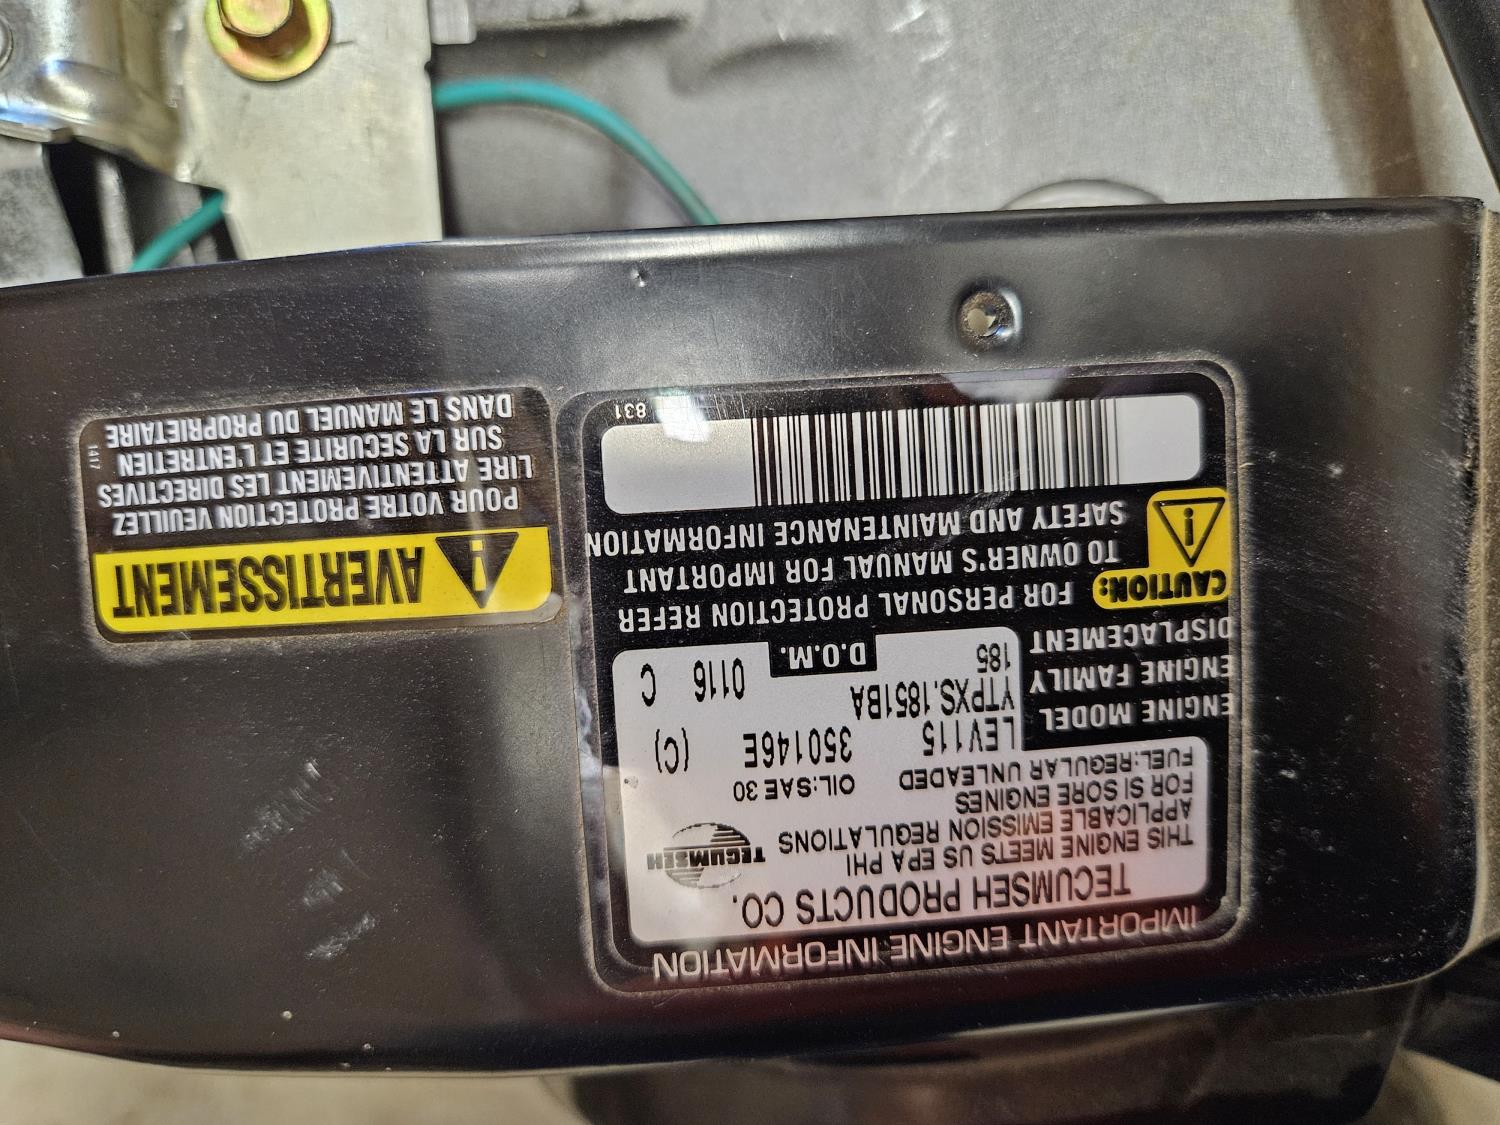 IMPORTANT ENGINE INFORMATION
TECUMSEH PRODUCTS CO.
THIS ENGINE MEETS US EPA PHI
APPLICABLE EMISSION REGULATIONS
FOR SI SORE ENGINES
FUEL:REGULAR UNLEADED OIL:SAE 30
TECUMSEH
ENGINE MODEL LEV115 350146E (C)
ENGINE FAMILY YTPXS.1851BA 0116 C
DISPLACEMENT 185 D.O.M.
CAUTION: FOR PERSONAL PROTECTION REFER
TO OWNER'S MANUAL FOR IMPORTANT
SAFETY AND MAINTENANCE INFORMATION
831
AVERTISSEMENT
POUR VOTRE PROTECTION VEUILLEZ
LIRE ATTENTIVEMENT LES DIRECTIVES
SUR LA SECURITE ET L'ENTRETIEN
DANS LE MANUEL DU PROPRIETAIRE
1417